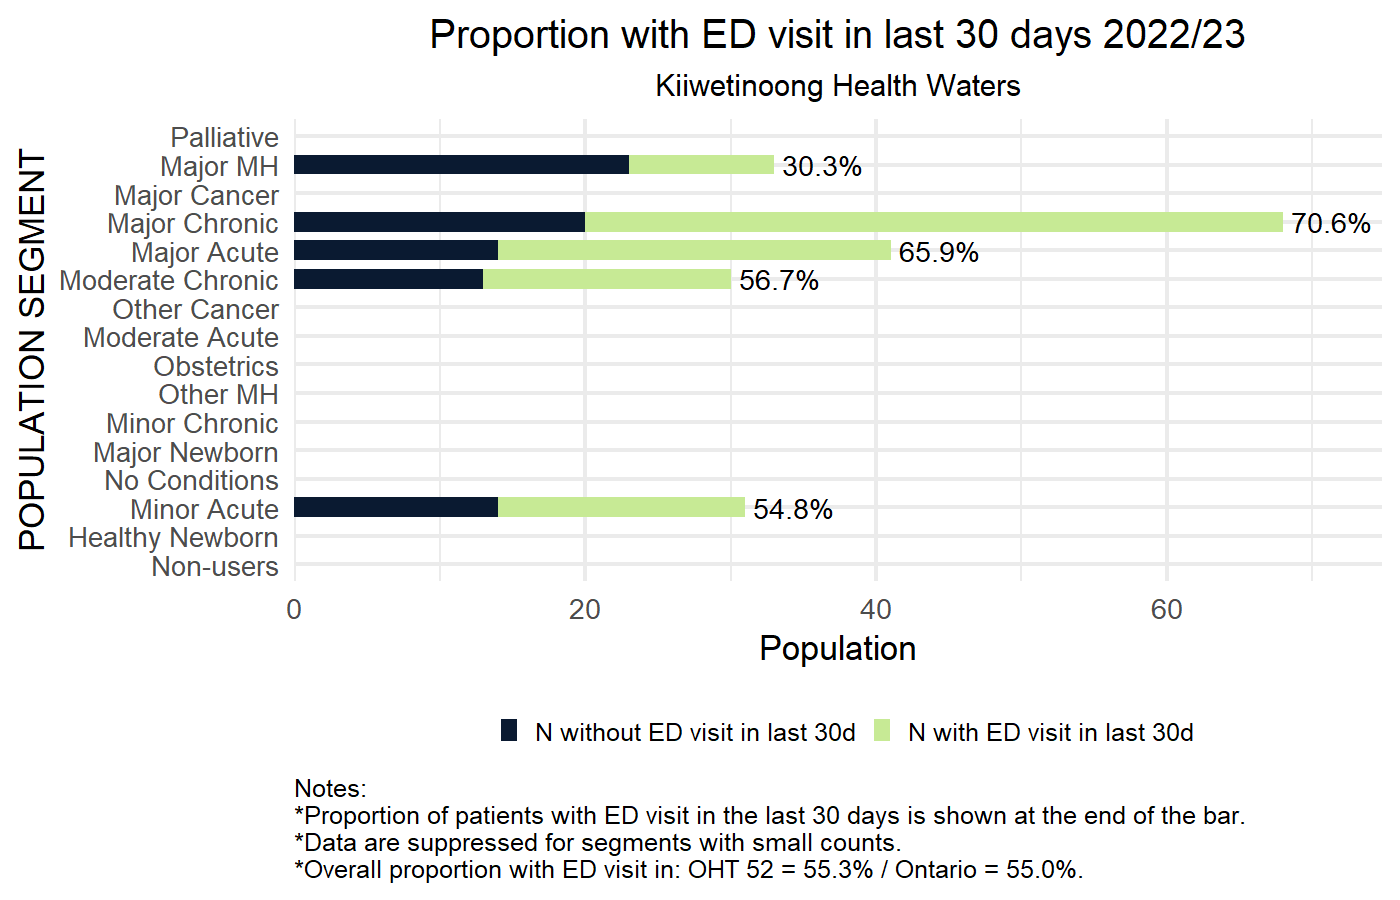 Proportion with ED visit in last 30 days 2022/23
Kiiwetinoong Health Waters
POPULATION SEGMENT
Palliative
Major MH 30.3%
Major Cancer
Major Chronic 70.6%
Major Acute 65.9%
Moderate Chronic 56.7%
Other Cancer
Moderate Acute
Obstetrics
Other MH
Minor Chronic
Major Newborn
No Conditions
Minor Acute 54.8%
Healthy Newborn
Non-users
0 20 40 60
Population
N without ED visit in last 30d N with ED visit in last 30d
Notes:
*Proportion of patients with ED visit in the last 30 days is shown at the end of the bar.
*Data are suppressed for segments with small counts.
*Overall proportion with ED visit in: OHT 52 = 55.3% / Ontario = 55.0%.